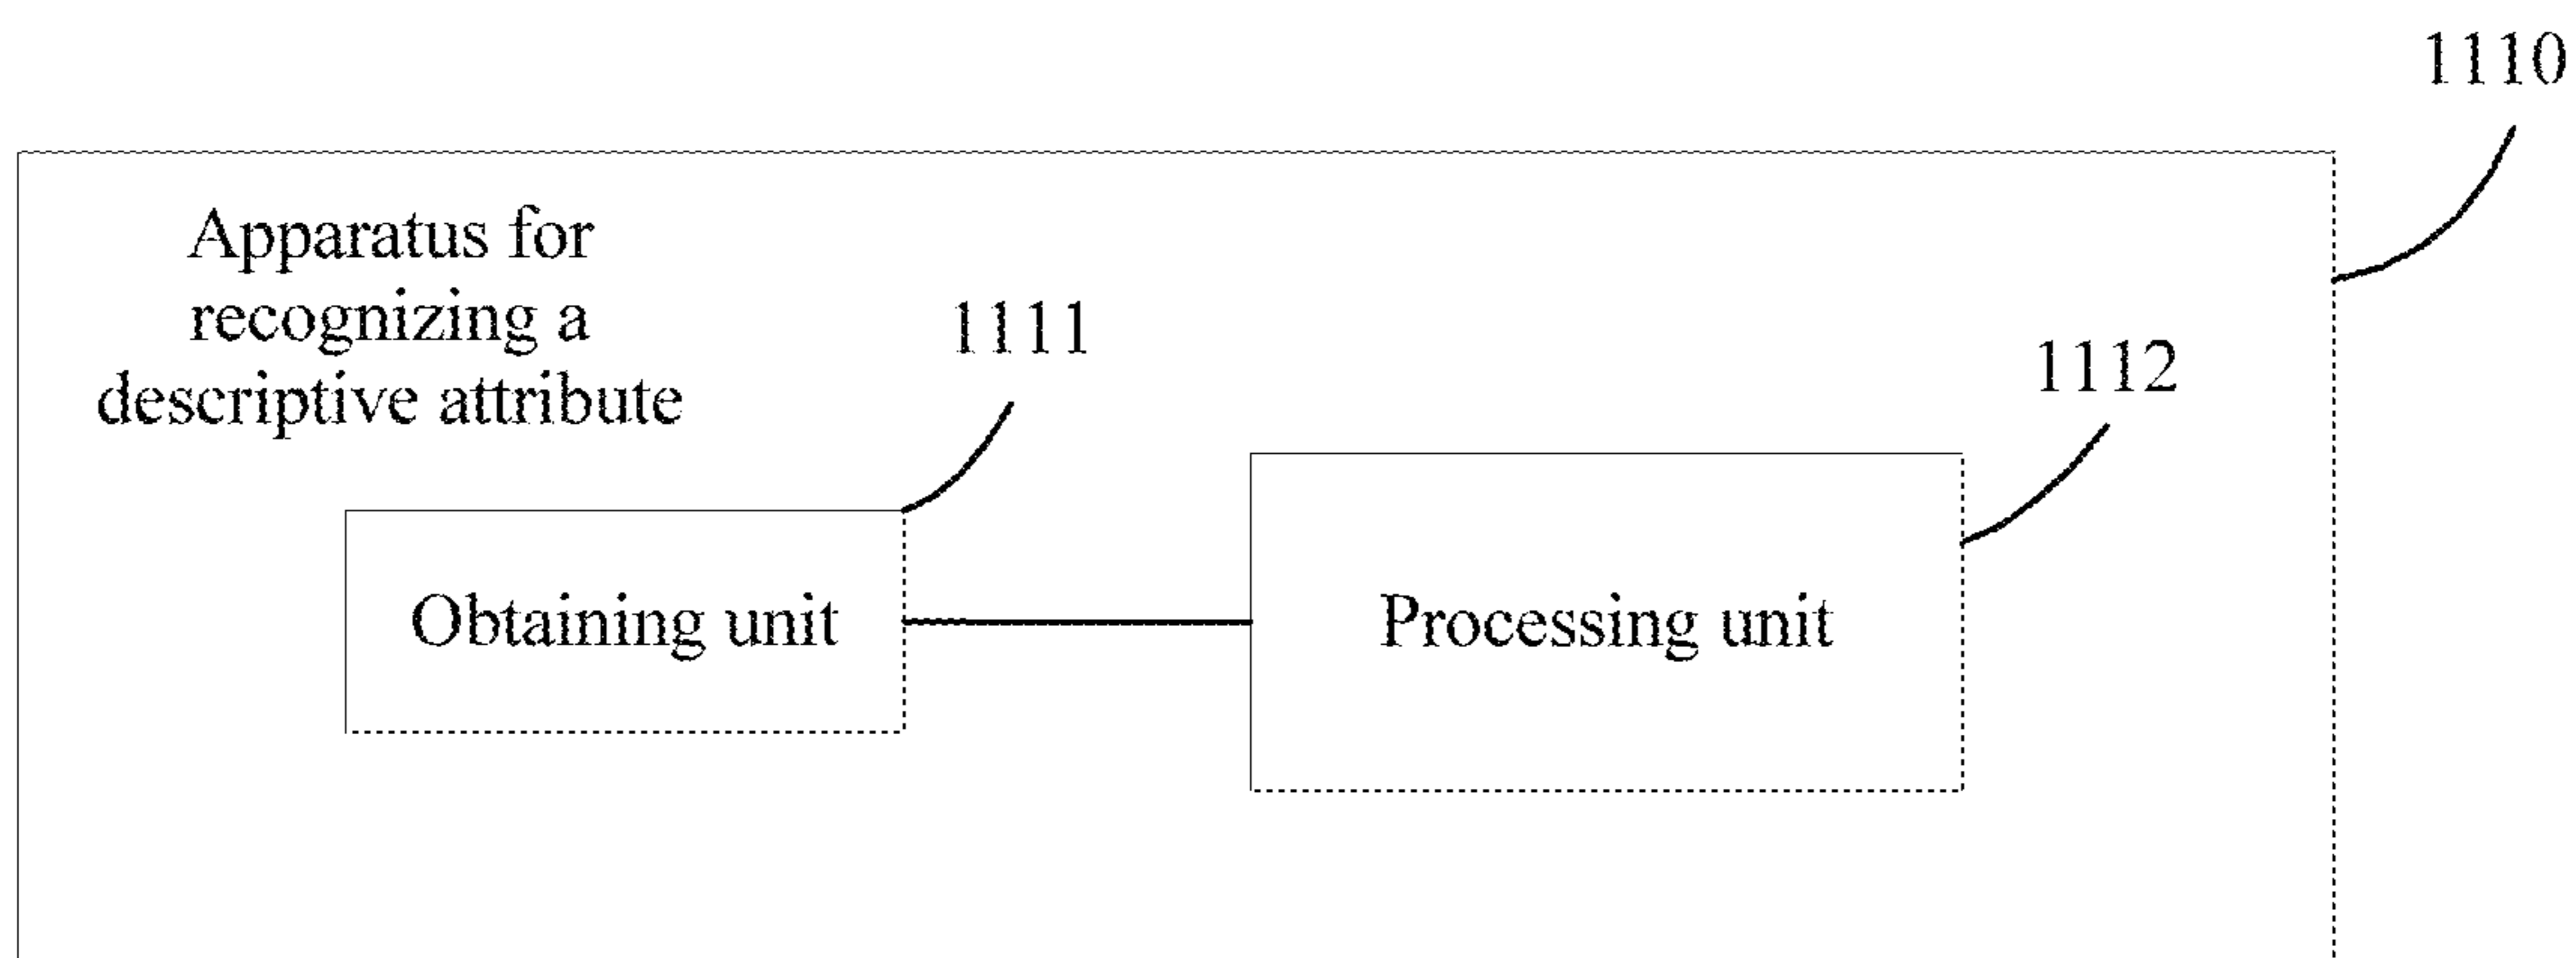 1110
Apparatus for
recognizing a
descriptive attribute
1111
1112
Obtaining unit
Processing unit